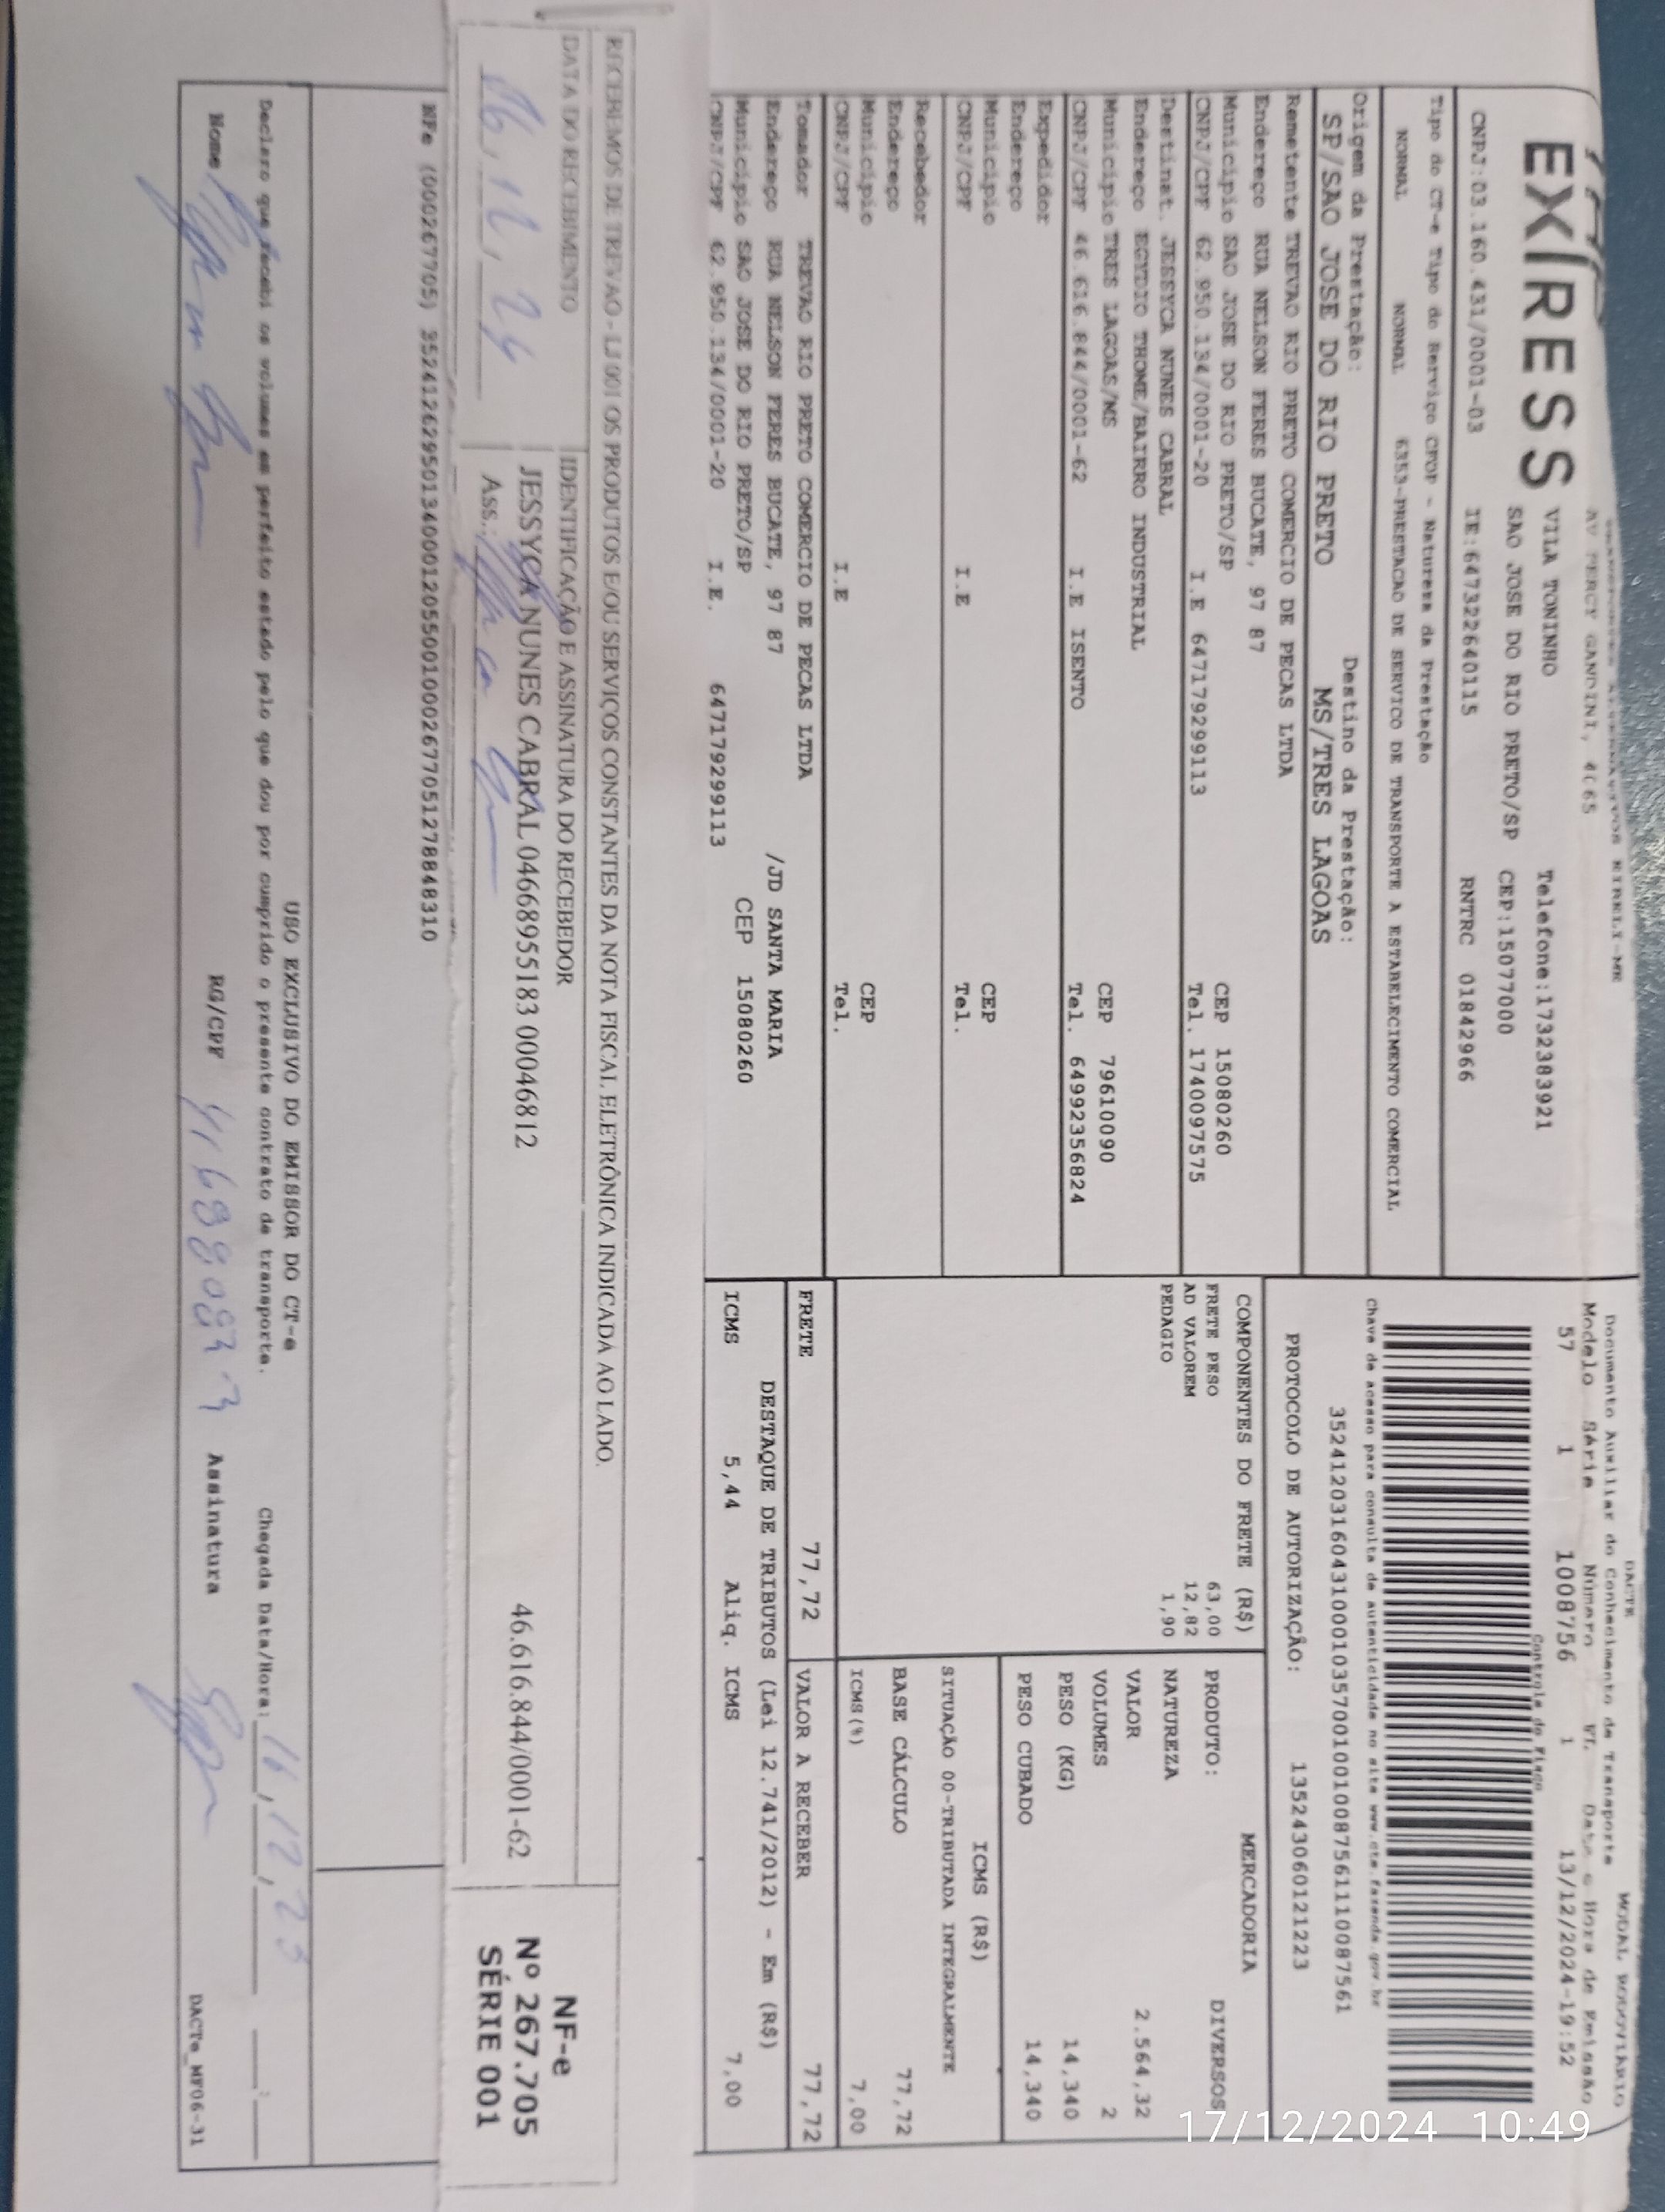 EXPRESS
AV PERCY GANDINI, 4065
VILA TONINHO Telefone:1732383921
SAO JOSE DO RIO PRETO/SP CEP:15077000
CNPJ:03.160.431/0001-03 IE:647322640115 RNTRC 01842966
Tipo do CT-e Tipo do Serviço CFOP - Natureza da Prestação
NORMAL NORMAL 6353-PRESTACAO DE SERVICO DE TRANSPORTE A ESTABELECIMENTO COMERCIAL
Origem da Prestação: Destino da Prestação:
SP/SAO JOSE DO RIO PRETO MS/TRES LAGOAS
Remetente TREVAO RIO PRETO COMERCIO DE PECAS LTDA
Endereço RUA NELSON FERES BUCATE, 97 87
Município SAO JOSE DO RIO PRETO/SP CEP 15080260
CNPJ/CPF 62.950.134/0001-20 I.E 647179299113 Tel. 1740097575
Destinat. JESSYCA NUNES CABRAL
Endereço EGYDIO THOME/BAIRRO INDUSTRIAL
Município TRES LAGOAS/MS CEP 79610090
CNPJ/CPF 46.616.844/0001-62 I.E ISENTO Tel. 64992356824
Expedidor
Endereço
Município CEP
CNPJ/CPF I.E Tel.
Recebedor
Endereço
Município CEP
CNPJ/CPF I.E Tel.
Tomador TREVAO RIO PRETO COMERCIO DE PECAS LTDA
Endereço RUA NELSON FERES BUCATE, 97 87 /JD SANTA MARIA
Município SAO JOSE DO RIO PRETO/SP CEP 15080260
CNPJ/CPF 62.950.134/0001-20 I.E. 647179299113
DACTE MODAL RODOVIARIO
Documento Auxiliar do Conhecimento de Transporte
Modelo Série Número FL Data e Hora de Emissão
57 1 1008756 1 13/12/2024-19:52
Controle do Fisco
Chave de acesso para consulta de autenticidade no site www.cte.fazenda.gov.br
35241203160431000103570010010087561110087561
PROTOCOLO DE AUTORIZAÇÃO: 135243060121223
COMPONENTES DO FRETE (R$)
FRETE PESO 63,00
AD VALOREM 12,82
PEDAGIO 1,90
MERCADORIA
PRODUTO: DIVERSOS
NATUREZA
VALOR 2.564,32
VOLUMES 2
PESO (KG) 14,340
PESO CUBADO 14,340
ICMS (R$)
SITUAÇÃO 00-TRIBUTADA INTEGRALMENTE
BASE CÁLCULO 77,72
ICMS(%) 7,00
FRETE 77,72 VALOR A RECEBER 77,72
DESTAQUE DE TRIBUTOS (Lei 12.741/2012) - Em (R$)
ICMS 5,44 Aliq. ICMS 7,00
RECEBEMOS DE TREVAO - LJ 001 OS PRODUTOS E/OU SERVIÇOS CONSTANTES DA NOTA FISCAL ELETRÔNICA INDICADA AO LADO.
DATA DO RECEBIMENTO IDENTIFICAÇÃO E ASSINATURA DO RECEBEDOR
16, 12, 24
JESSYCA NUNES CABRAL 04668955183 00046812 46.616.844/0001-62
Ass.:
NF-e
Nº 267.705
SÉRIE 001
NFe (000267705) 35241262950134000120550010002677051278848310
USO EXCLUSIVO DO EMISSOR DO CT-e
Declaro que recebi os volumes em perfeito estado pelo que dou por cumprido o presente contrato de transporte. Chegada Data/Hora: 16, 12, 23
Nome RG/CPF Assinatura
DACTe_MF06-31
17/12/2024 10:49